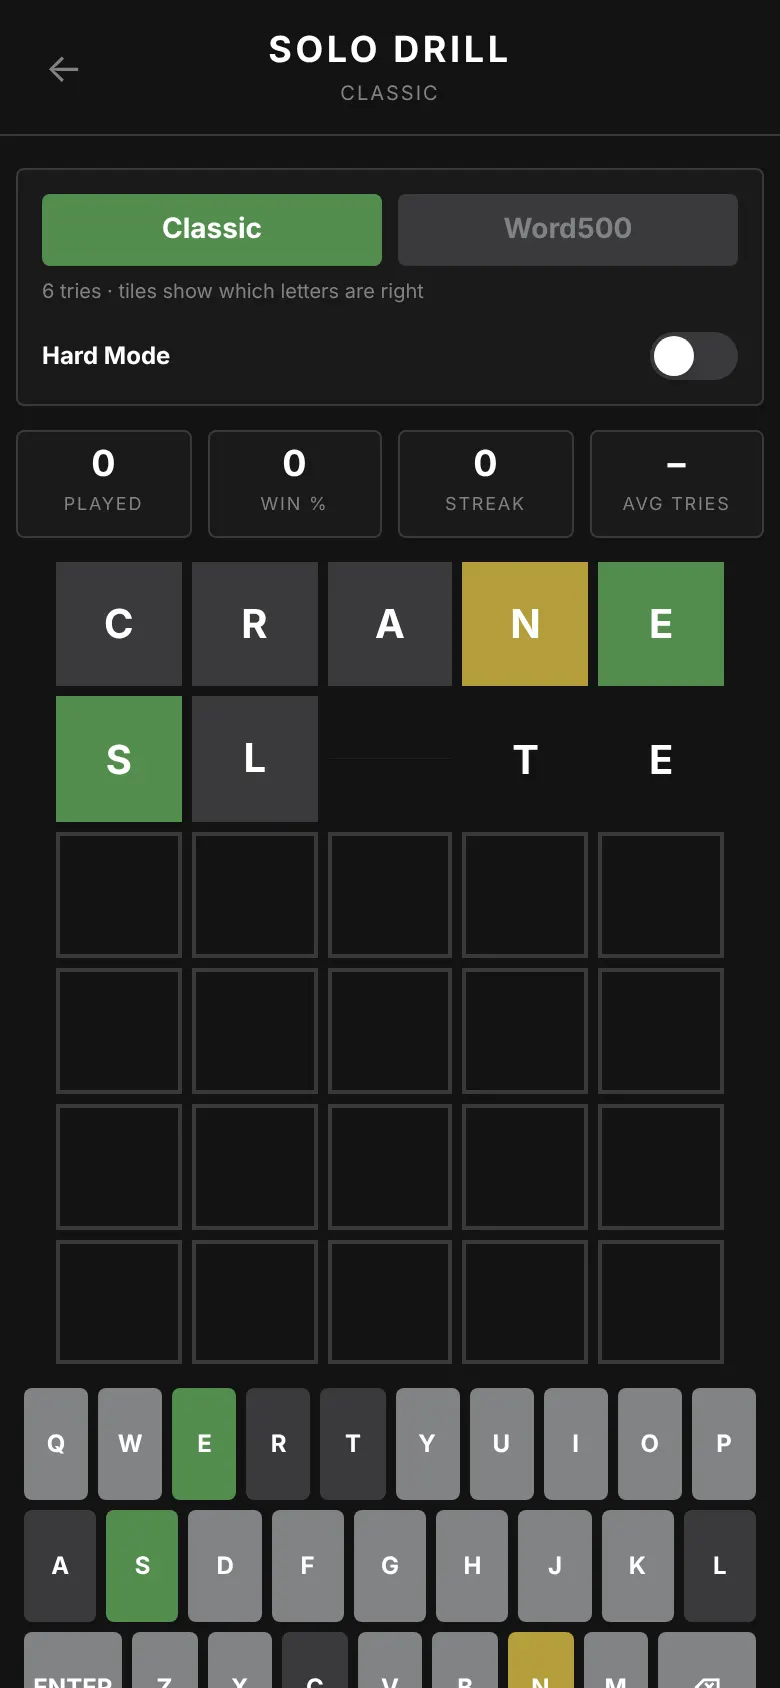 SOLO DRILL
CLASSIC
Classic Word500
6 tries · tiles show which letters are right
Hard Mode
0 0 0 –
PLAYED WIN % STREAK AVG TRIES
C R A N E
S L T E
Q W E R T Y U I O P
A S D F G H J K L
ENTER Z X C V B N M